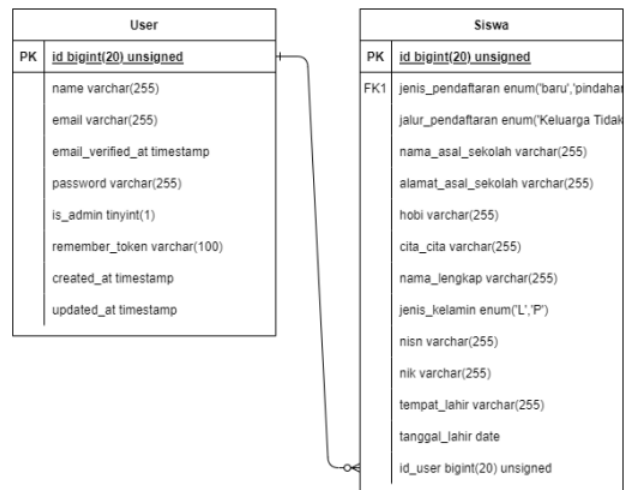 User
PK id bigint(20) unsigned
name varchar(255)
email varchar(255)
email_verified_at timestamp
password varchar(255)
is_admin tinyint(1)
remember_token varchar(100)
created_at timestamp
updated_at timestamp
Siswa
PK id bigint(20) unsigned
FK1 jenis_pendaftaran enum('baru','pindahan
jalur_pendaftaran enum('Keluarga Tidak
nama_asal_sekolah varchar(255)
alamat_asal_sekolah varchar(255)
hobi varchar(255)
cita_cita varchar(255)
nama_lengkap varchar(255)
jenis_kelamin enum('L','P')
nisn varchar(255)
nik varchar(255)
tempat_lahir varchar(255)
tanggal_lahir date
id_user bigint(20) unsigned